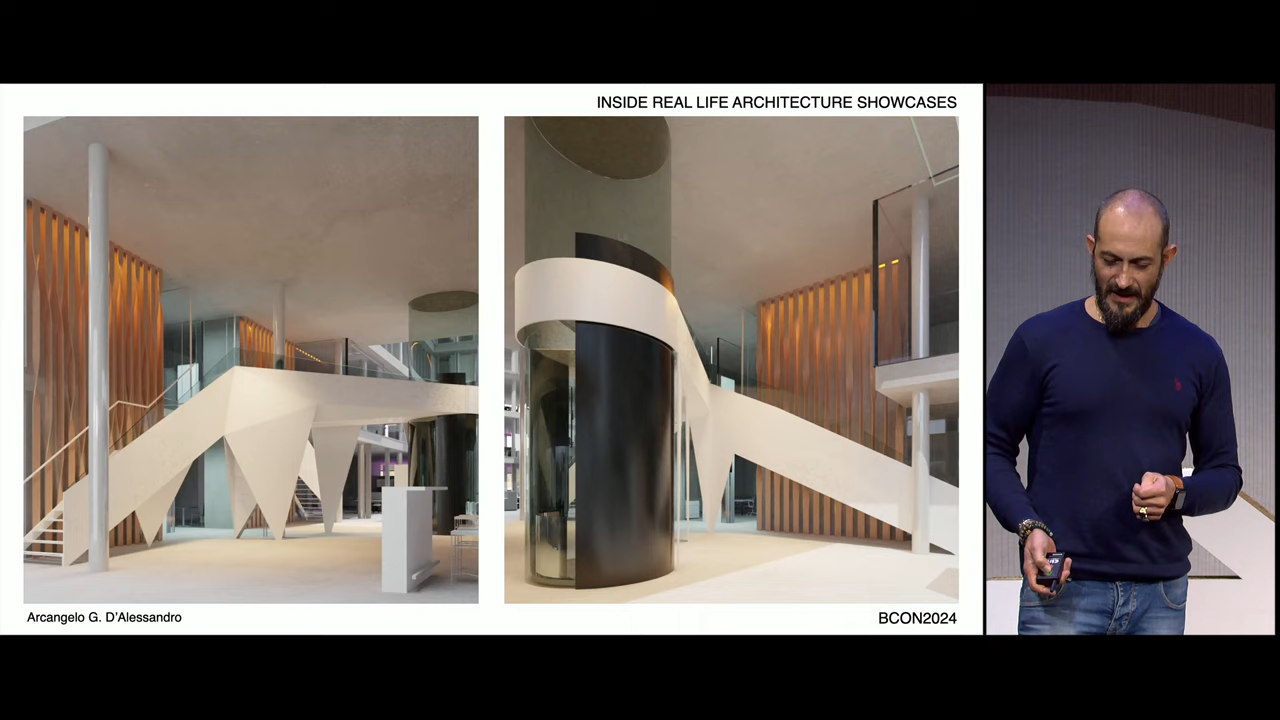 INSIDE REAL LIFE ARCHITECTURE SHOWCASES
Arcangelo G. D'Alessandro
BCON2024